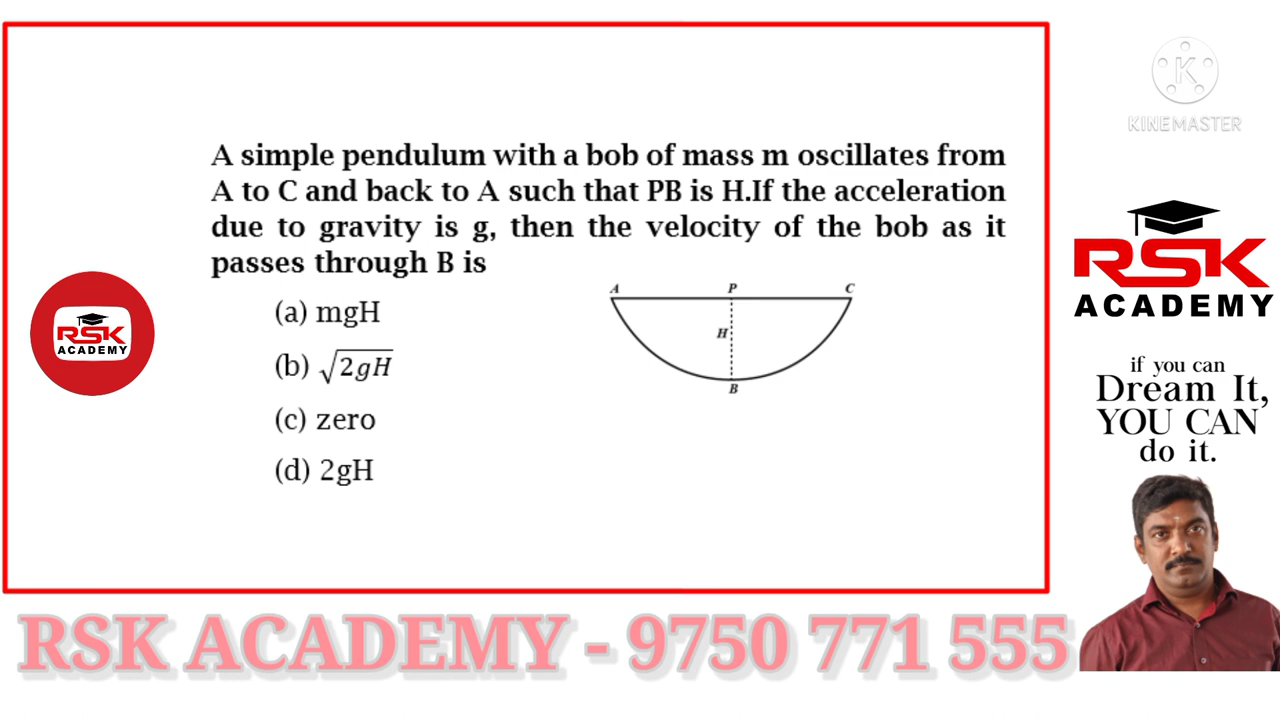 A simple pendulum with a bob of mass m oscillates from
A to C and back to A such that PB is H.If the acceleration
due to gravity is g, then the velocity of the bob as it
passes through B is
(a) mgH
(b) √2gH
(c) zero
(d) 2gH
A P C
H
B
RSK
ACADEMY
KINEMASTER
RSK
ACADEMY
if you can
Dream It,
YOU CAN
do it.
RSK ACADEMY - 9750 771 555